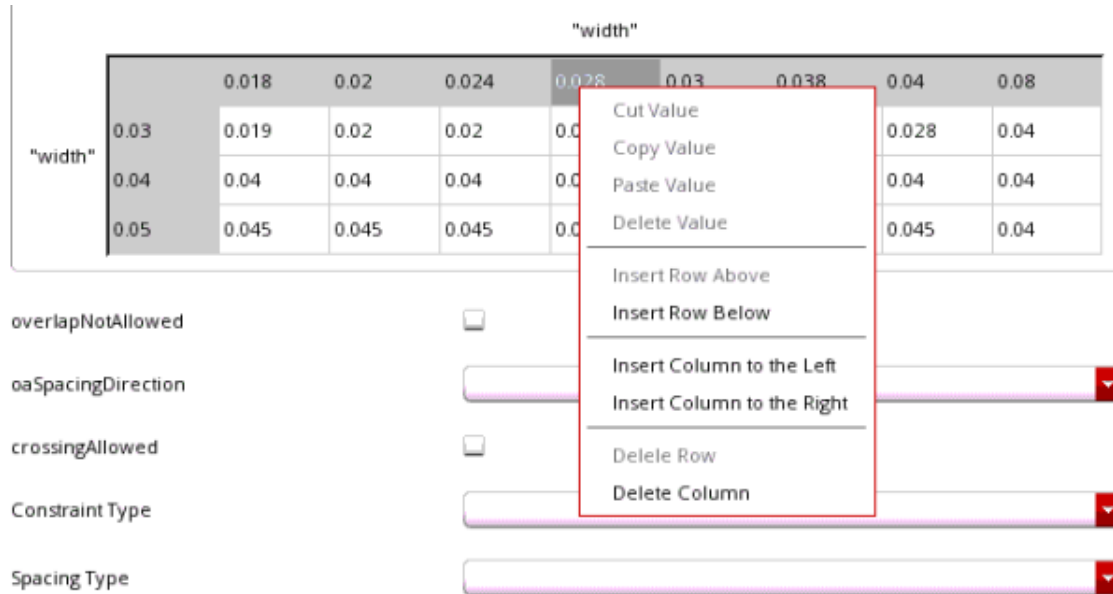 "width"
0.018 0.02 0.024 0.028 0.03 0.038 0.04 0.08
Cut Value
0.03 0.019 0.02 0.02 0.028 0.04
"width"
Copy Value
0.04 0.04 0.04 0.04 0.04 0.04
Paste Value
Delete Value
0.05 0.045 0.045 0.045 0.045 0.04
Insert Row Above
Insert Row Below
overlapNotAllowed
Insert Column to the Left
oaSpacingDirection
Insert Column to the Right
crossingAllowed
Delele Row
Delete Column
Constraint Type
Spacing Type